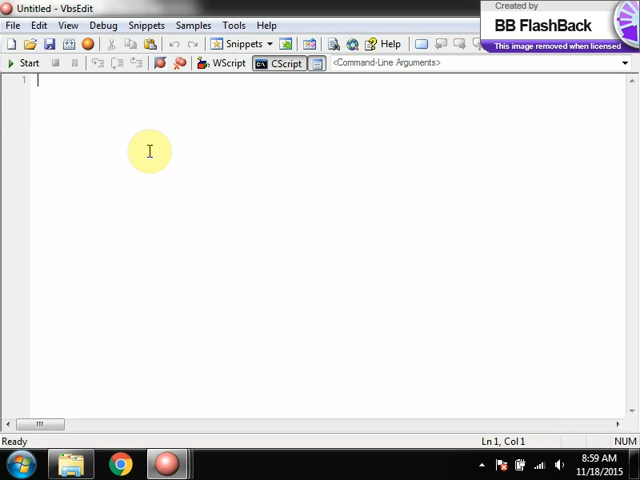 Untitled - VbsEdit
Created by
BB FlashBack
This image removed when licensed
File Edit View Debug Snippets Samples Tools Help
Snippets Help
Start WScript CScript <Command-Line Arguments>
1
Ready Ln 1, Col 1 NUM
8:59 AM
11/18/2015